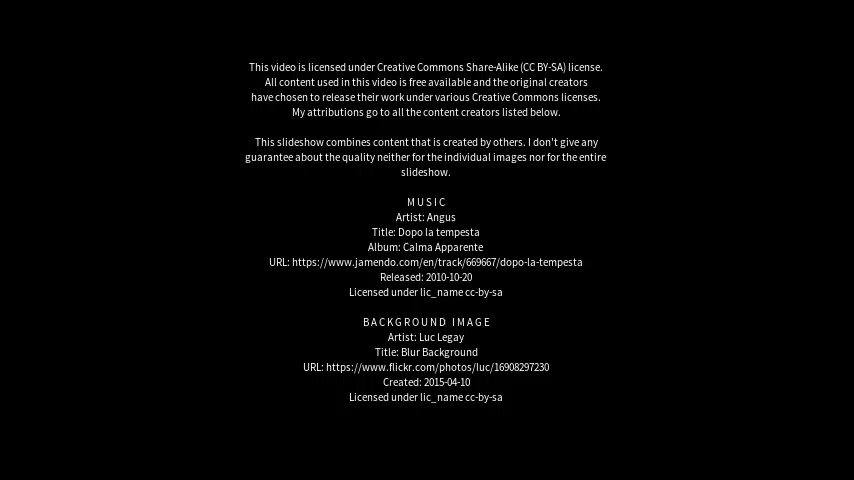 This video is licensed under Creative Commons Share-Alike (CC BY-SA) license.
All content used in this video is free available and the original creators
have chosen to release their work under various Creative Commons licenses.
My attributions go to all the content creators listed below.
This slideshow combines content that is created by others. I don't give any
guarantee about the quality neither for the individual images nor for the entire
slideshow.
MUSIC
Artist: Angus
Title: Dopo la tempesta
Album: Calma Apparente
URL: https://www.jamendo.com/en/track/669667/dopo-la-tempesta
Released: 2010-10-20
Licensed under lic_name cc-by-sa
BACKGROUND IMAGE
Artist: Luc Legay
Title: Blur Background
URL: https://www.flickr.com/photos/luc/16908297230
Created: 2015-04-10
Licensed under lic_name cc-by-sa